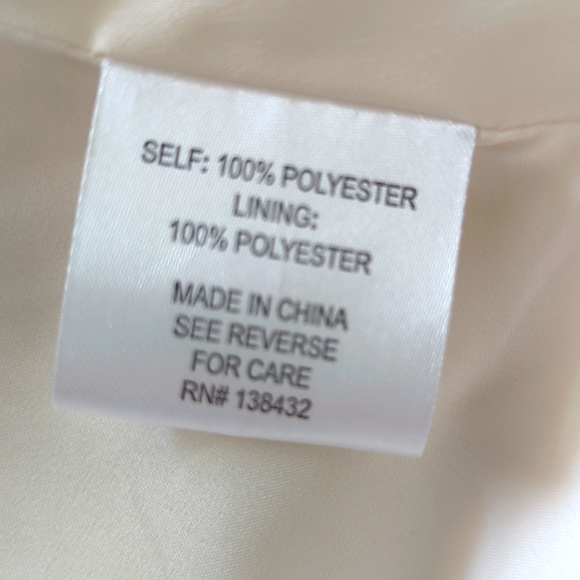 SELF: 100% POLYESTER
LINING:
100% POLYESTER
MADE IN CHINA
SEE REVERSE
FOR CARE
RN# 138432